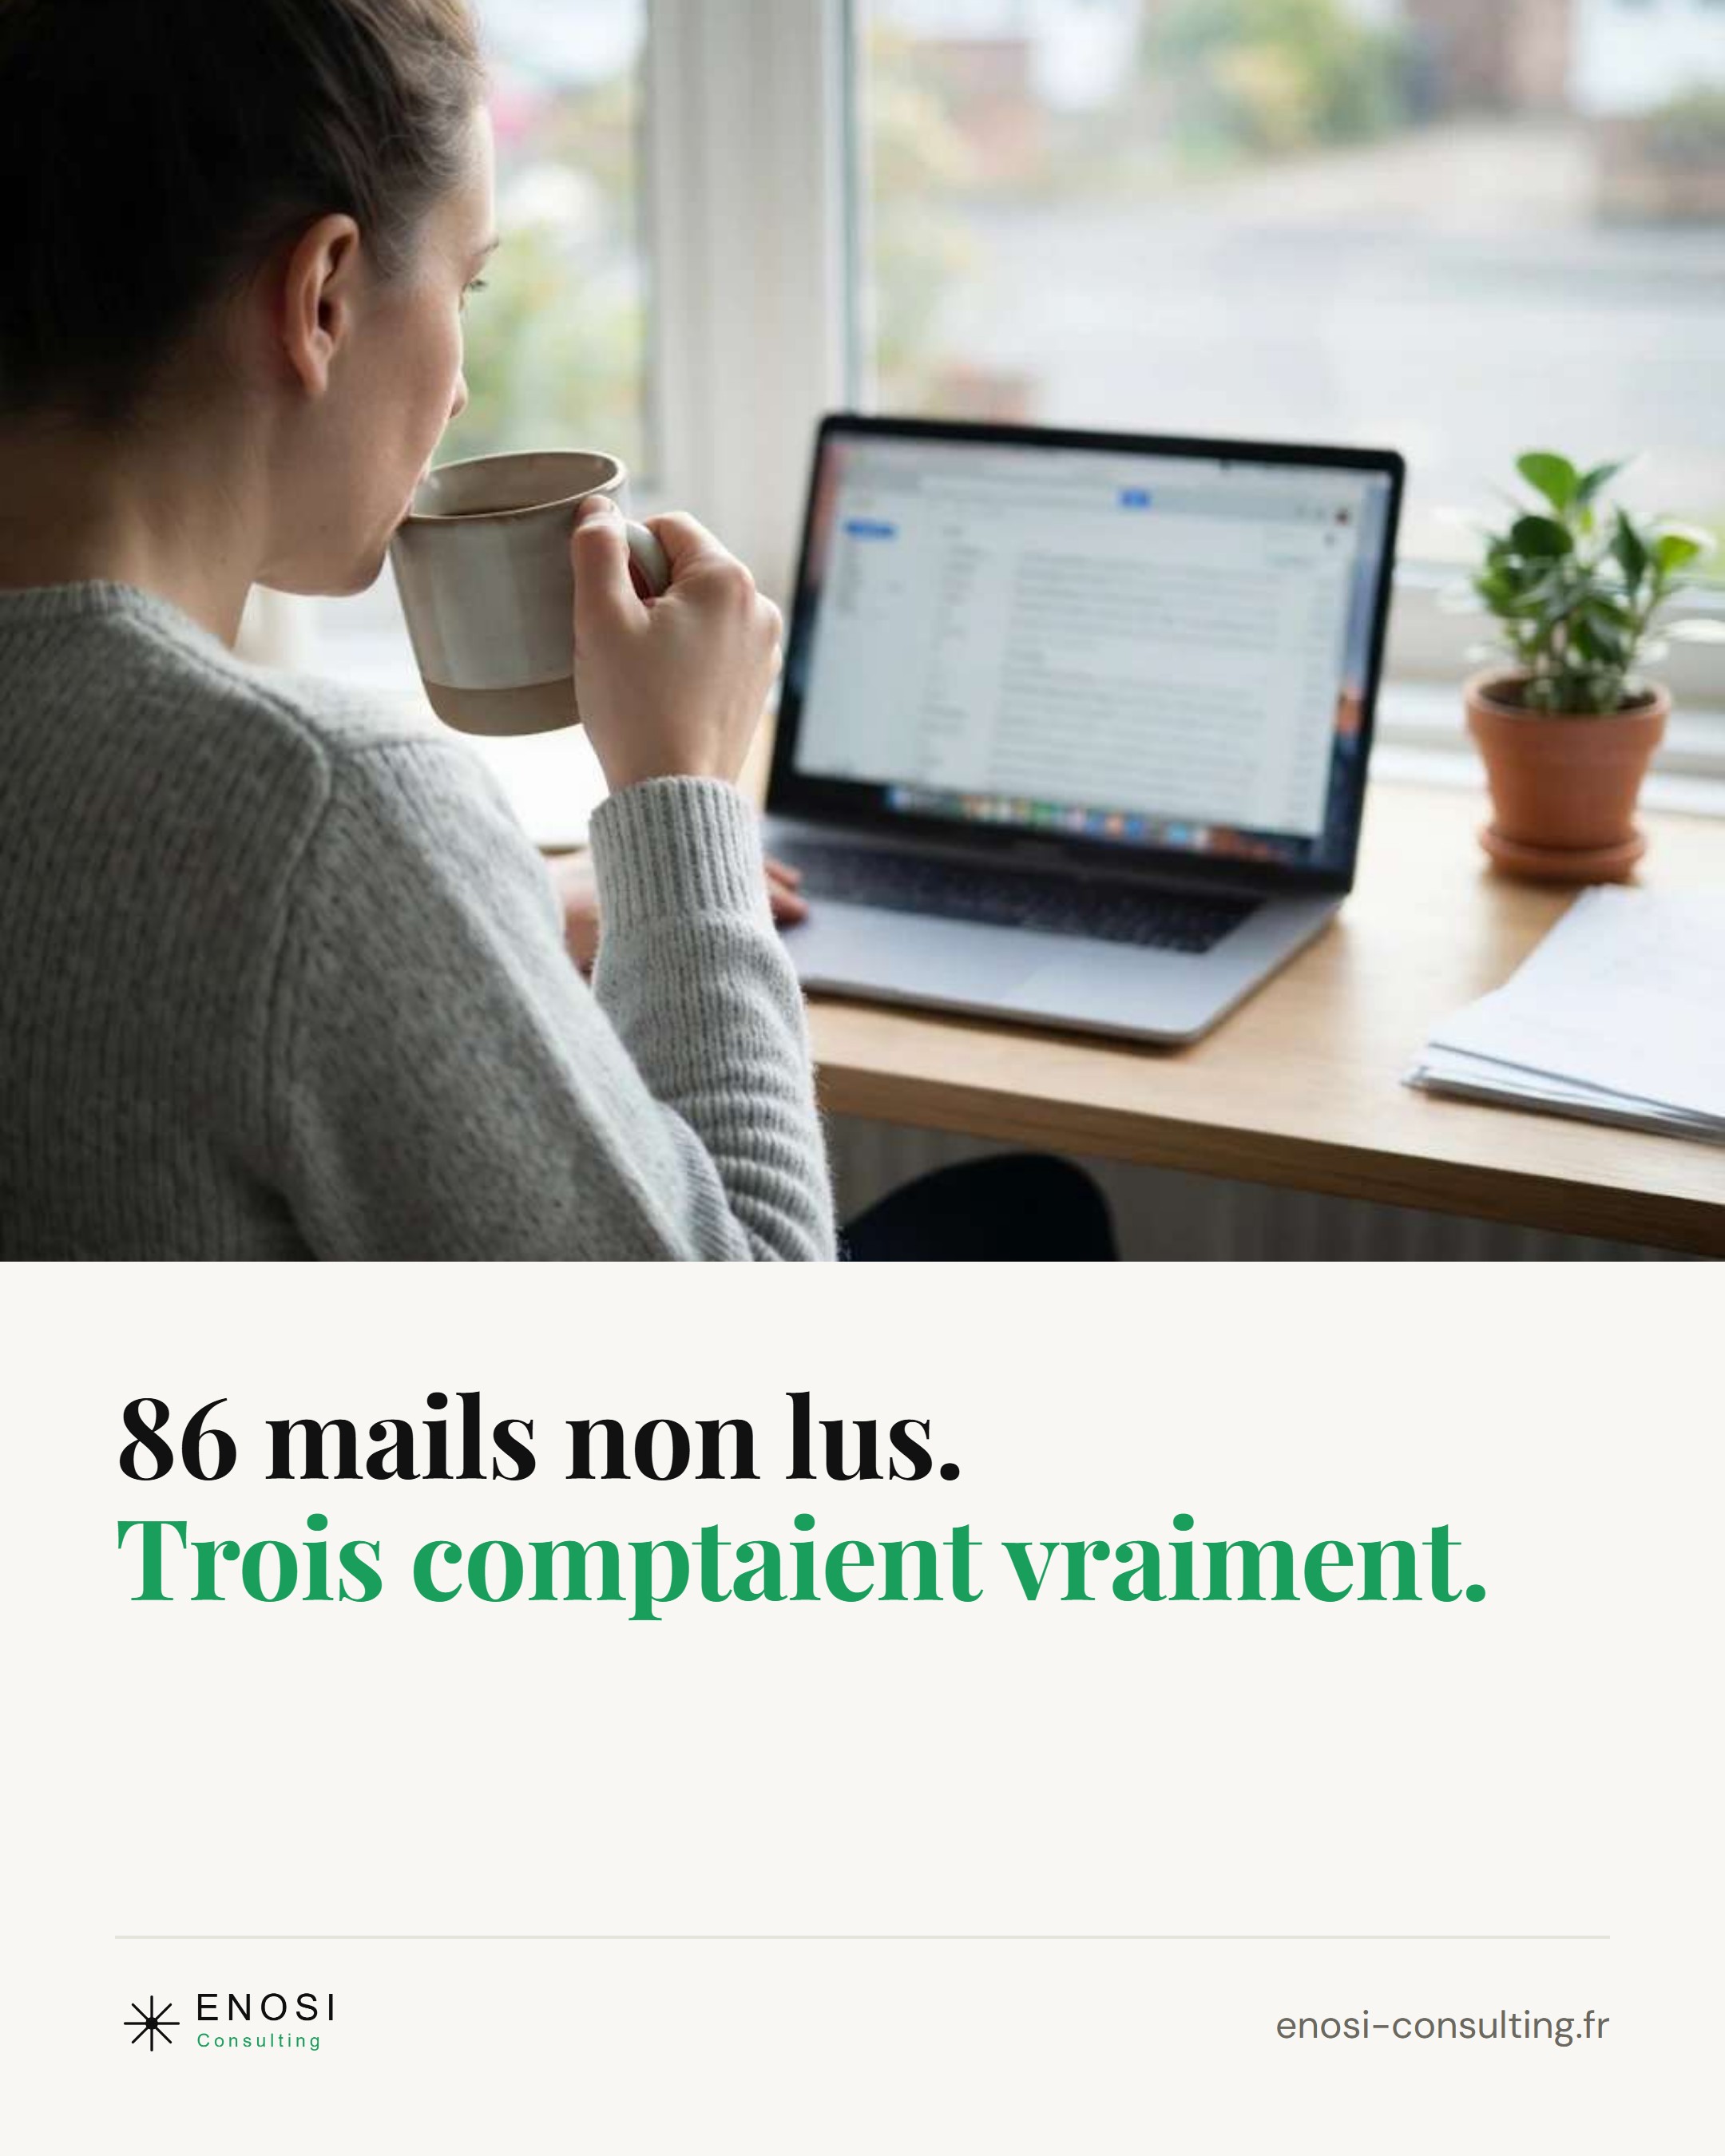 86 mails non lus.
Trois comptaient vraiment.
ENOSI
Consulting
enosi-consulting.fr